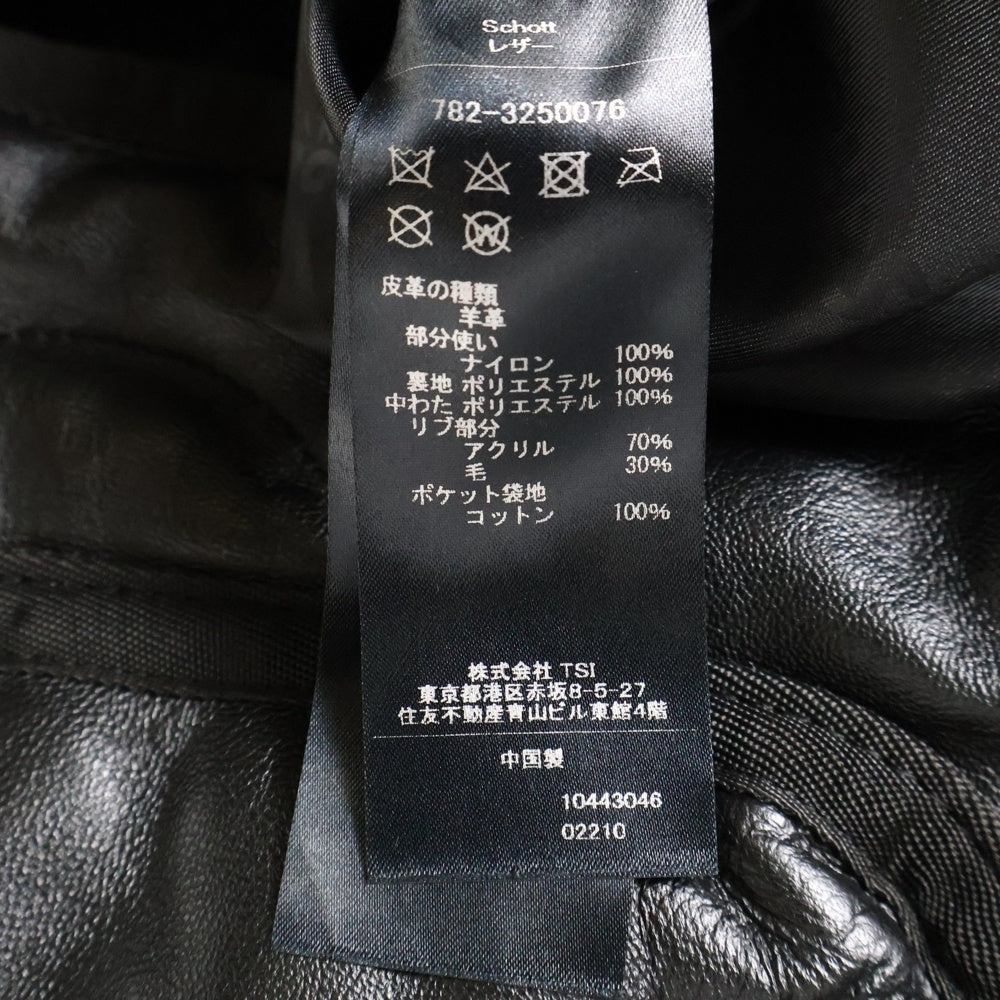 Schott
レザー
782-3250076
W
皮革の種類
羊革
部分使い
ナイロン 100%
裏地 ポリエステル 100%
中わた ポリエステル 100%
リブ部分
アクリル 70%
毛 30%
ポケット袋地
コットン 100%
株式会社 TSI
東京都港区赤坂8-5-27
住友不動産青山ビル東館4階
中国製
10443046
02210